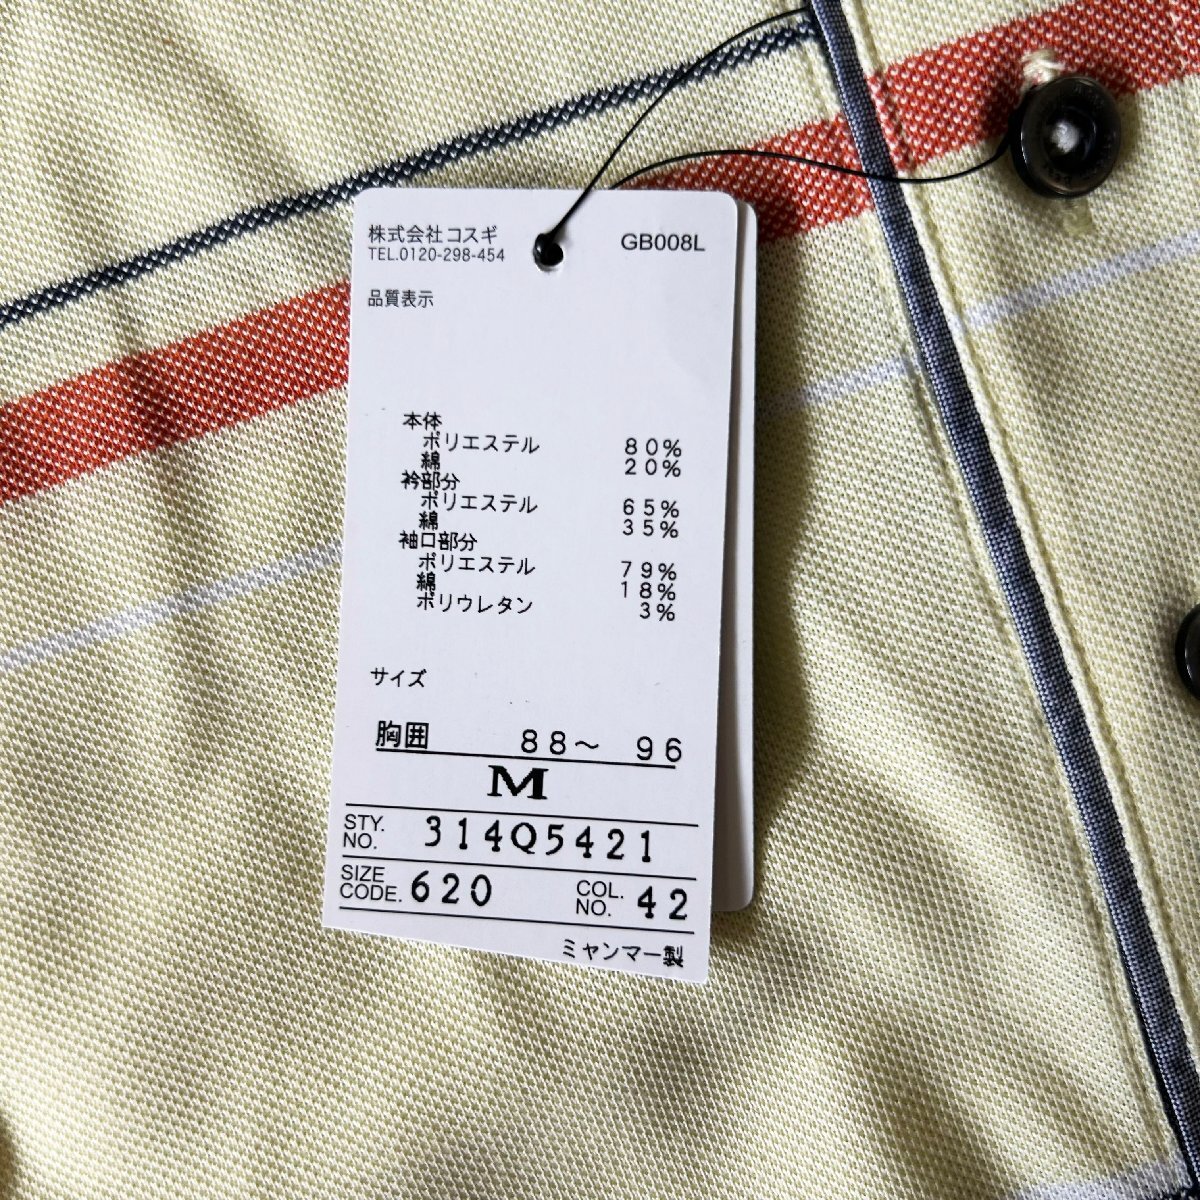 株式会社コスギ
TEL.0120-298-454
GB008L
品質表示
本体
ポリエステル 80%
綿 20%
衿部分
ポリエステル 65%
綿 35%
袖口部分
ポリエステル 79%
綿 18%
ポリウレタン 3%
サイズ
胸囲 88～ 96
M
STY. NO. 314Q5421
SIZE CODE. 620 COL. NO. 42
ミャンマー製